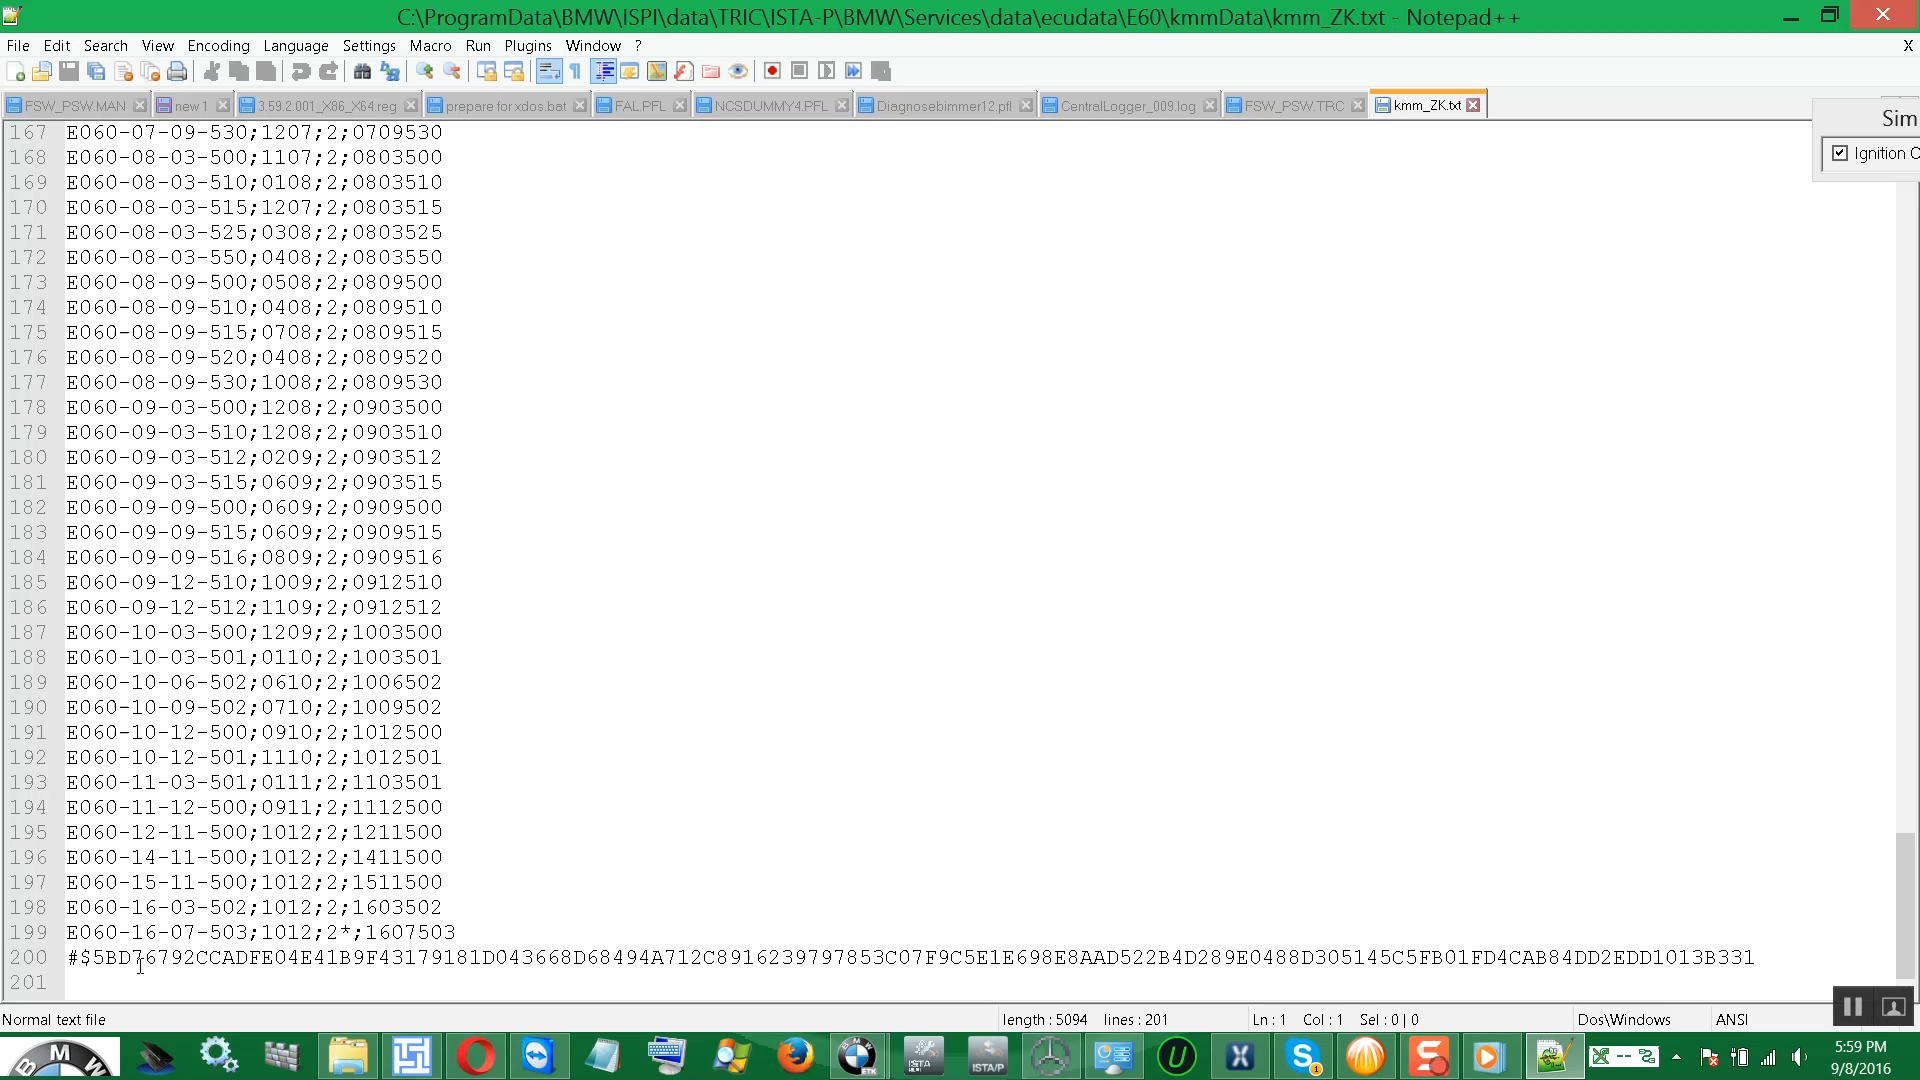 C:\ProgramData\BMW\ISPI\data\TRIC\ISTA-P\BMW\Services\data\ecudata\E60\kmmData\kmm_ZK.txt - Notepad++
File Edit Search View Encoding Language Settings Macro Run Plugins Window ? X
FSW_PSW.MAN new 1 3.59.2.001_X86_X64.reg prepare for xdos.bat FAL.PFL NCSDUMMY4.PFL Diagnosebimmer12.pfl CentralLogger_009.log FSW_PSW.TRC kmm_ZK.txt
Sim
Ignition
167 E060-07-09-530;1207;2;0709530
168 E060-08-03-500;1107;2;0803500
169 E060-08-03-510;0108;2;0803510
170 E060-08-03-515;1207;2;0803515
171 E060-08-03-525;0308;2;0803525
172 E060-08-03-550;0408;2;0803550
173 E060-08-09-500;0508;2;0809500
174 E060-08-09-510;0408;2;0809510
175 E060-08-09-515;0708;2;0809515
176 E060-08-09-520;0408;2;0809520
177 E060-08-09-530;1008;2;0809530
178 E060-09-03-500;1208;2;0903500
179 E060-09-03-510;1208;2;0903510
180 E060-09-03-512;0209;2;0903512
181 E060-09-03-515;0609;2;0903515
182 E060-09-09-500;0609;2;0909500
183 E060-09-09-515;0609;2;0909515
184 E060-09-09-516;0809;2;0909516
185 E060-09-12-510;1009;2;0912510
186 E060-09-12-512;1109;2;0912512
187 E060-10-03-500;1209;2;1003500
188 E060-10-03-501;0110;2;1003501
189 E060-10-06-502;0610;2;1006502
190 E060-10-09-502;0710;2;1009502
191 E060-10-12-500;0910;2;1012500
192 E060-10-12-501;1110;2;1012501
193 E060-11-03-501;0111;2;1103501
194 E060-11-12-500;0911;2;1112500
195 E060-12-11-500;1012;2;1211500
196 E060-14-11-500;1012;2;1411500
197 E060-15-11-500;1012;2;1511500
198 E060-16-03-502;1012;2;1603502
199 E060-16-07-503;1012;2*;1607503
200 #$5BD76792CCADFE04E41B9F43179181D043668D68494A712C8916239797853C07F9C5E1E698E8AAD522B4D289E0488D305145C5FB01FD4CAB84DD2EDD1013B331
201
Normal text file length : 5094 lines : 201 Ln : 1 Col : 1 Sel : 0 | 0 Dos\Windows ANSI
BMW ETK ISTA ISTA/P U X S 1 S 5:59 PM
9/8/2016